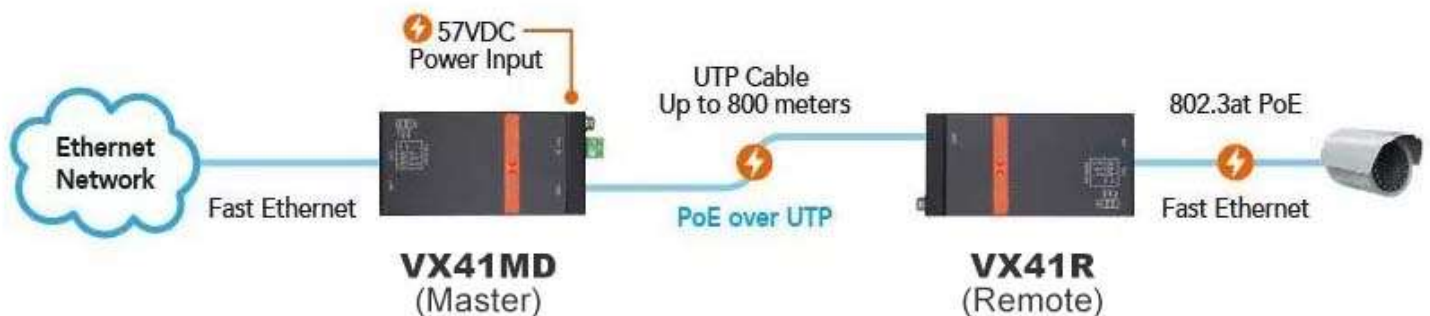 57VDC
Power Input
UTP Cable
Up to 800 meters
802.3at PoE
Ethernet
Network
Fast Ethernet
PoE over UTP
Fast Ethernet
VX41MD
(Master)
VX41R
(Remote)